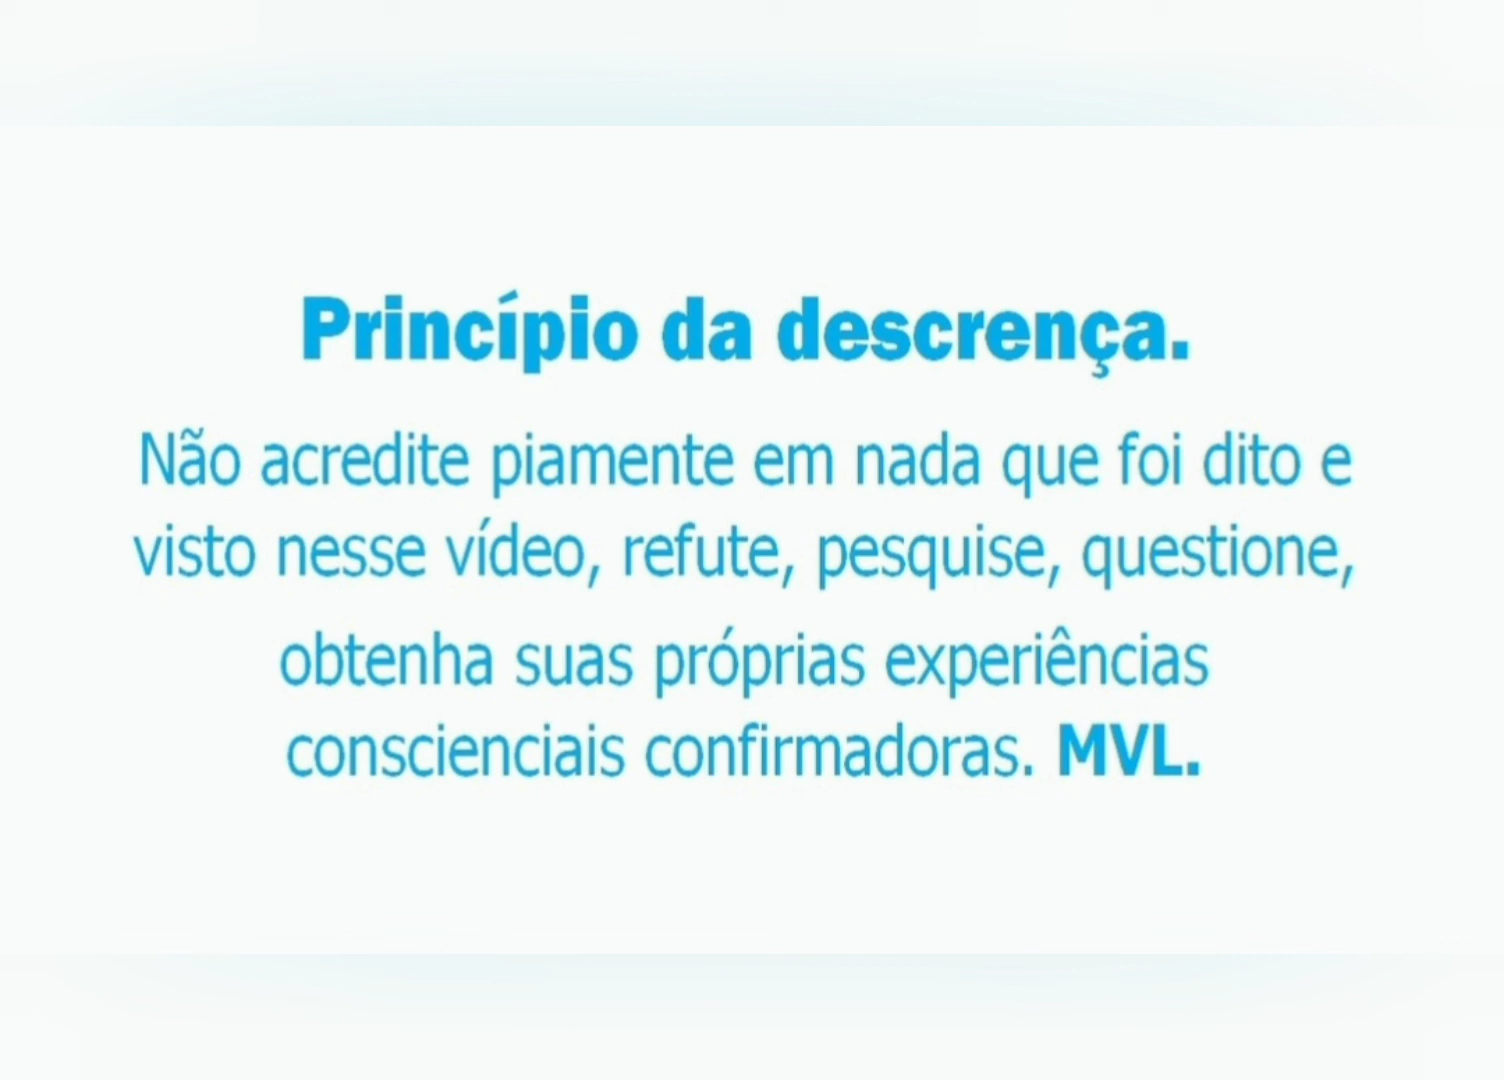 Princípio da descrença.
Não acredite piamente em nada que foi dito e
visto nesse vídeo, refute, pesquise, questione,
obtenha suas próprias experiências
conscienciais confirmadoras. MVL.